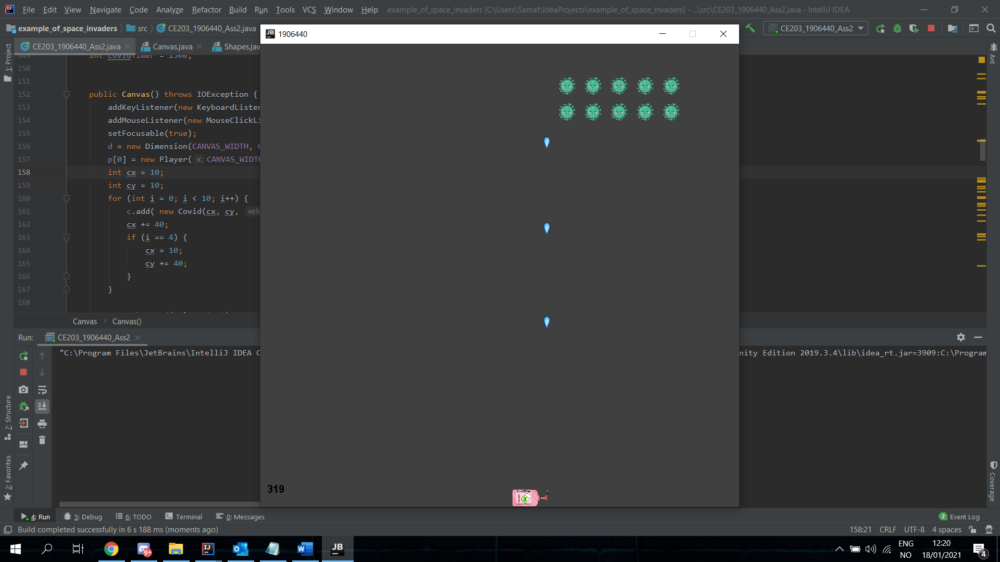 File Edit View Navigate Code Analyze Refactor Build Run Tools VCS Window Help example_of_space_invaders [C:\Users\Samat\IdeaProjects\example_of_space_invaders] - ...\src\CE203_1906440_Ass2.java - IntelliJ IDEA
example_of_space_invaders src CE203_1906440_Ass2.java CE203_1906440_Ass2
JB 1906440
CE203_1906440_Ass2.java Canvas.java Shapes.jav
1: Project
Ant
149 int covidTimer = 1500;
150
151
152 public Canvas() throws IOException {
153 addKeyListener(new KeyboardListen
154 addMouseListener(new MouseClickLi
155 setFocusable(true);
156 d = new Dimension(CANVAS_WIDTH,
157 p[0] = new Player( x: CANVAS_WIDTH
158 int cx = 10;
159 int cy = 10;
160 for (int i = 0; i < 10; i++) {
161 c.add( new Covid(cx, cy, velo
162 cx += 40;
163 if (i == 4) {
164 cx = 10;
165 cy += 40;
166 }
167 }
168
Canvas Canvas()
Run: CE203_1906440_Ass2
"C:\Program Files\JetBrains\IntelliJ IDEA C
nity Edition 2019.3.4\lib\idea_rt.jar=3909:C:\Program
7: Structure
2: Favorites
Coverage
319
4: Run 5: Debug 6: TODO Terminal 0: Messages 2 Event Log
Build completed successfully in 6 s 188 ms (moments ago) 158:21 CRLF UTF-8 4 spaces
9+ IJ W JB
ENG 12:20
NO 18/01/2021 4